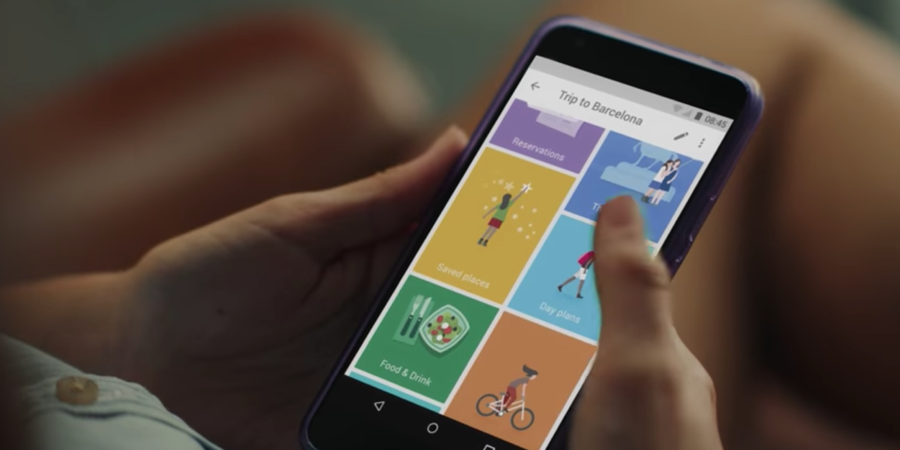 08:45
Trip to Barcelona
Reservations
Saved places
Day plans
Food & Drink